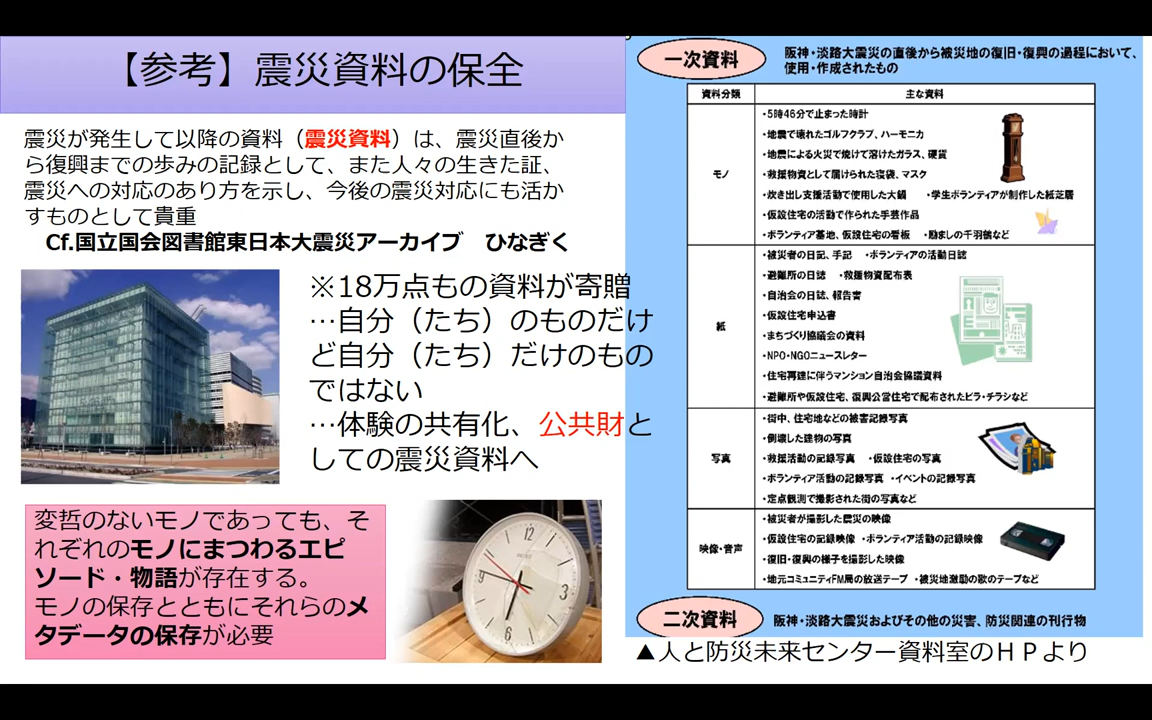 【参考】震災資料の保全
震災が発生して以降の資料（震災資料）は、震災直後か
ら復興までの歩みの記録として、また人々の生きた証、
震災への対応のあり方を示し、今後の震災対応にも活か
すものとして貴重
Cf.国立国会図書館東日本大震災アーカイブ　ひなぎく
※18万点もの資料が寄贈
…自分（たち）のものだけ
ど自分（たち）だけのもの
ではない
…体験の共有化、公共財と
しての震災資料へ
変哲のないモノであっても、そ
れぞれのモノにまつわるエピ
ソード・物語が存在する。
モノの保存とともにそれらのメ
タデータの保存が必要
12
3
6
9
一次資料
阪神・淡路大震災の直後から被災地の復旧・復興の過程において、
使用・作成されたもの
資料分類　主な資料
モノ
・5時46分で止まった時計
・地震で壊れたゴルフクラブ、ハーモニカ
・地震による火災で焼けて溶けたガラス、硬貨
・救援物資として届けられた寝袋、マスク
・炊き出し支援活動で使用した大鍋　・学生ボランティアが制作した紙芝居
・仮設住宅の活動で作られた手芸作品
・ボランティア基地、仮設住宅の看板　・励ましの千羽鶴など
紙
・被災者の日記、手記　・ボランティアの活動日誌
・避難所の日誌　・救援物資配布表
・自治会の日誌、報告書
・仮設住宅申込書
・まちづくり協議会の資料
・NPO・NGOニュースレター
・住宅再建に伴うマンション自治会協議資料
・避難所や仮設住宅、復興公営住宅で配布されたビラ・チラシなど
写真
・街中、住宅地などの被害記録写真
・倒壊した建物の写真
・救援活動の記録写真　・仮設住宅の写真
・ボランティア活動の記録写真　・イベントの記録写真
・定点観測で撮影された街の写真など
映像・音声
・被災者が撮影した震災の映像
・仮設住宅の記録映像　・ボランティア活動の記録映像
・復旧・復興の様子を撮影した映像
・地元コミュニティFM局の放送テープ　・被災地激励の歌のテープなど
二次資料
阪神・淡路大震災およびその他の災害、防災関連の刊行物
▲人と防災未来センター資料室のＨＰより